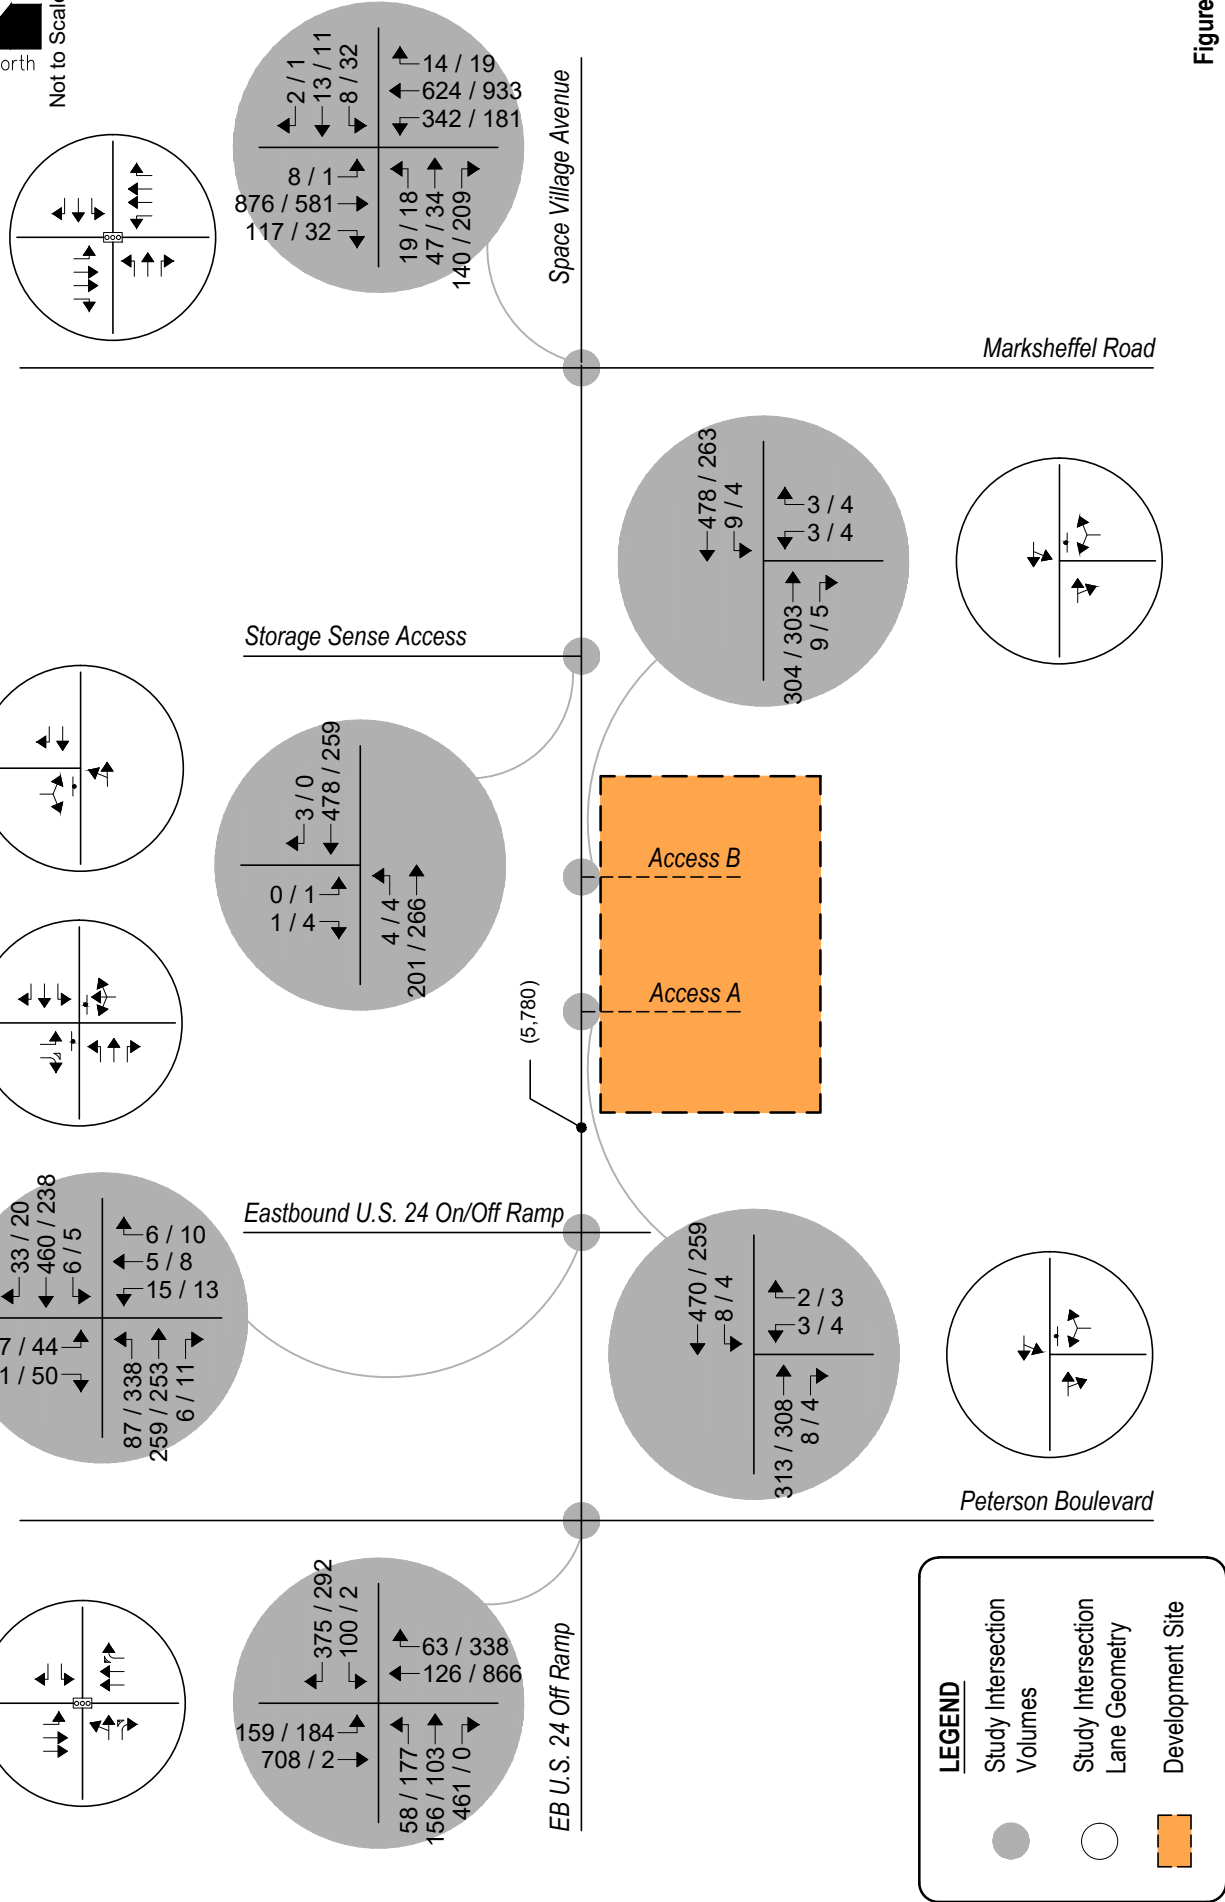 orth
Not to Scale
Figure
2 / 1
13 / 11
8 / 32
14 / 19
624 / 933
342 / 181
8 / 1
876 / 581
117 / 32
19 / 18
47 / 34
140 / 209
Space Village Avenue
Marksheffel Road
478 / 263
9 / 4
3 / 4
3 / 4
304 / 303
9 / 5
Storage Sense Access
3 / 0
478 / 259
0 / 1
1 / 4
4 / 4
201 / 266
Access B
Access A
(5,780)
33 / 20
460 / 238
6 / 5
6 / 10
5 / 8
15 / 13
7 / 44
1 / 50
87 / 338
259 / 253
6 / 11
Eastbound U.S. 24 On/Off Ramp
470 / 259
8 / 4
2 / 3
3 / 4
313 / 308
8 / 4
Peterson Boulevard
375 / 292
100 / 2
63 / 338
126 / 866
159 / 184
708 / 2
58 / 177
156 / 103
461 / 0
EB U.S. 24 Off Ramp
LEGEND
Study Intersection
Volumes
Study Intersection
Lane Geometry
Development Site